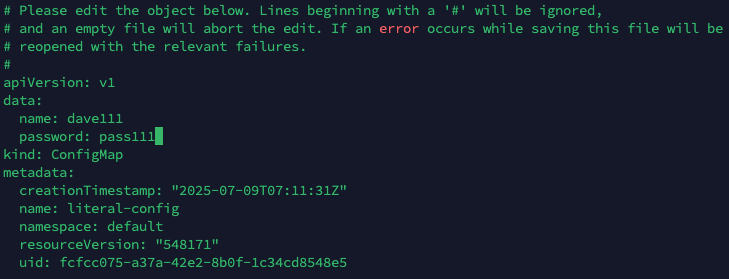 # Please edit the object below. Lines beginning with a '#' will be ignored,
# and an empty file will abort the edit. If an error occurs while saving this file will be
# reopened with the relevant failures.
#
apiVersion: v1
data:
  name: dave111
  password: pass111
kind: ConfigMap
metadata:
  creationTimestamp: "2025-07-09T07:11:31Z"
  name: literal-config
  namespace: default
  resourceVersion: "548171"
  uid: fcfcc075-a37a-42e2-8b0f-1c34cd8548e5